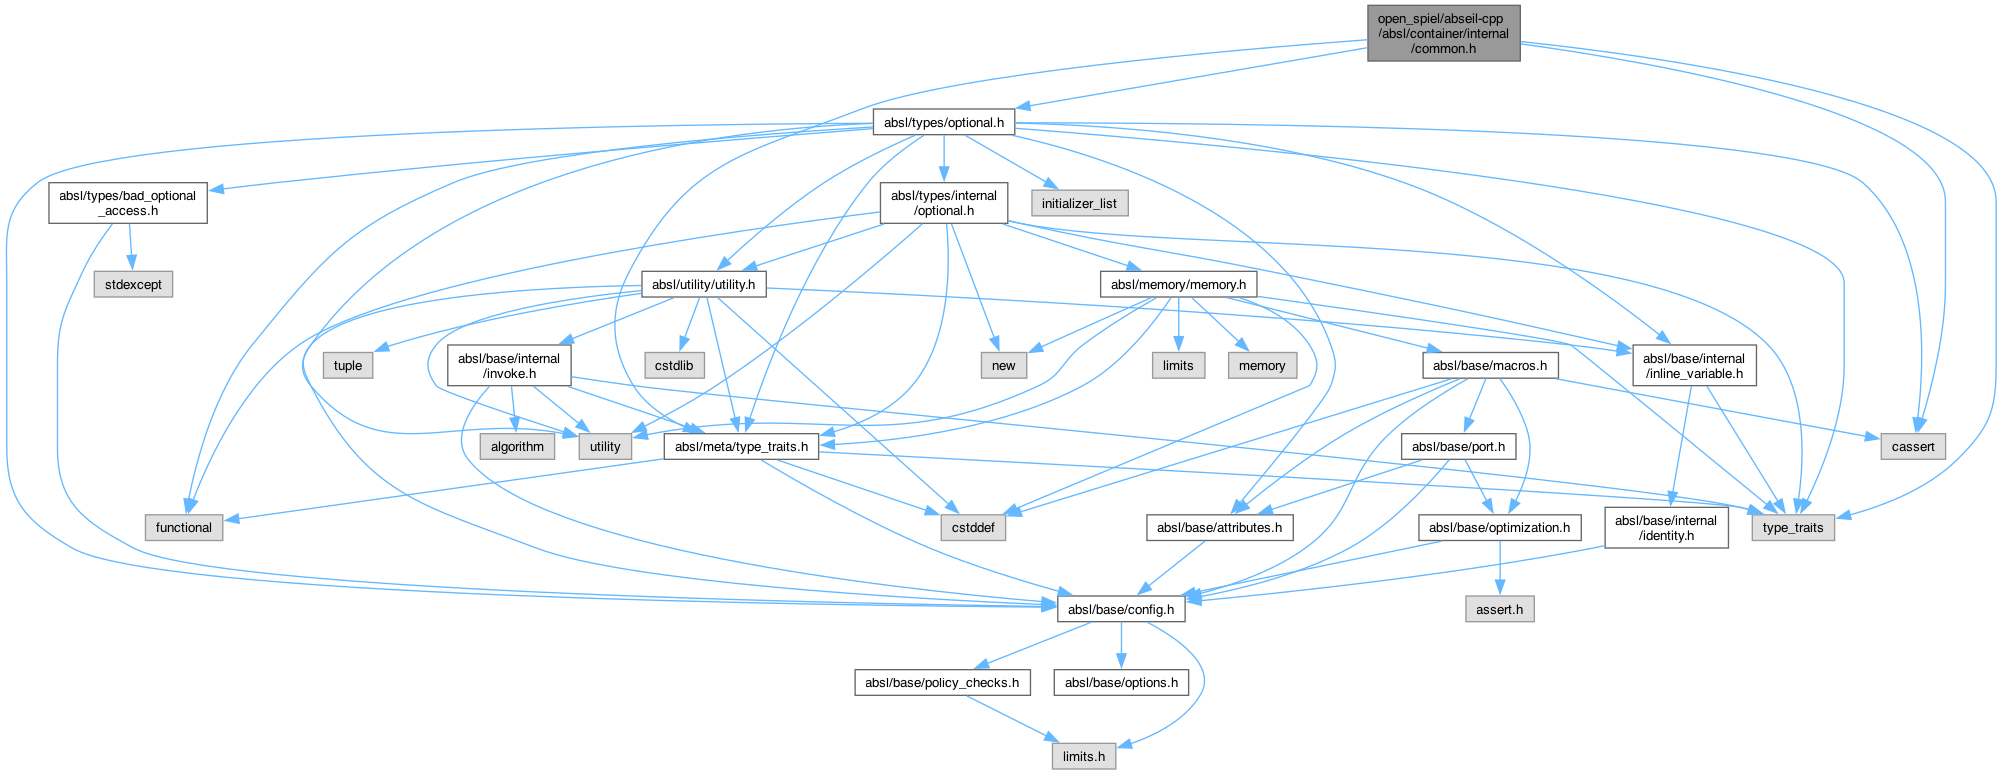 open_spiel/abseil-cpp
/absl/container/internal
/common.h
absl/types/optional.h
absl/types/bad_optional
_access.h
absl/types/internal
/optional.h
initializer_list
stdexcept
absl/utility/utility.h
absl/memory/memory.h
tuple
absl/base/internal
/invoke.h
cstdlib
new
limits
memory
absl/base/macros.h
absl/base/internal
/inline_variable.h
algorithm
utility
absl/meta/type_traits.h
absl/base/port.h
cassert
functional
cstddef
absl/base/attributes.h
absl/base/optimization.h
absl/base/internal
/identity.h
type_traits
absl/base/config.h
assert.h
absl/base/policy_checks.h
absl/base/options.h
limits.h